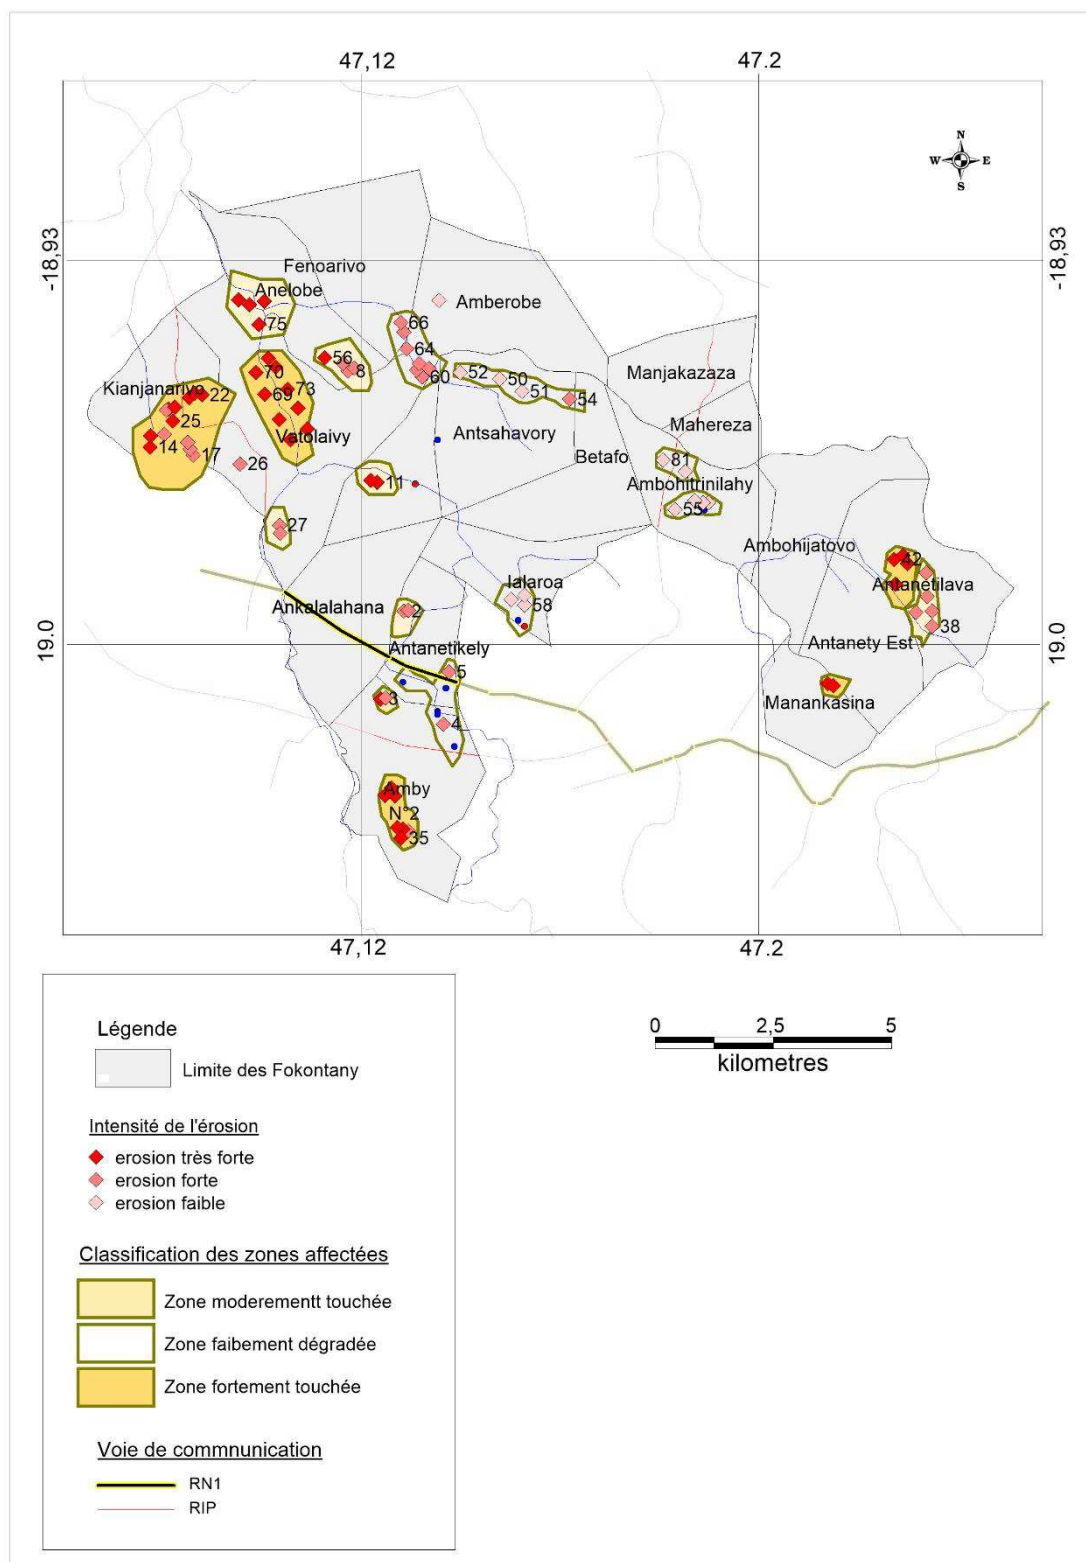 47,12 47.2
N
W E
S
-18,93 -18,93
Fenoarivo
Anelobe
Amberobe
75
66
64
56
8
60
52
50
51
54
Manjakazaza
70
73
69
Kianjanarivo
22
25
Vatolaivy
14
17
26
Antsahavory
Mahereza
Betafo
81
Ambohitrinilahy
11
55
27
Ambohijatovo
42
Ialaroa
Antanetilava
58
Ankalalahana
2
38
19.0 19.0
Antanetikely
Antanety Est
5
3
Manankasina
4
Amby
N°2
35
47,12 47.2
Légende
Limite des Fokontany
Intensité de l'érosion
erosion très forte
erosion forte
erosion faible
Classification des zones affectées
Zone moderementt touchée
Zone faibement dégradée
Zone fortement touchée
Voie de commnunication
RN1
RIP
0 2,5 5
kilometres